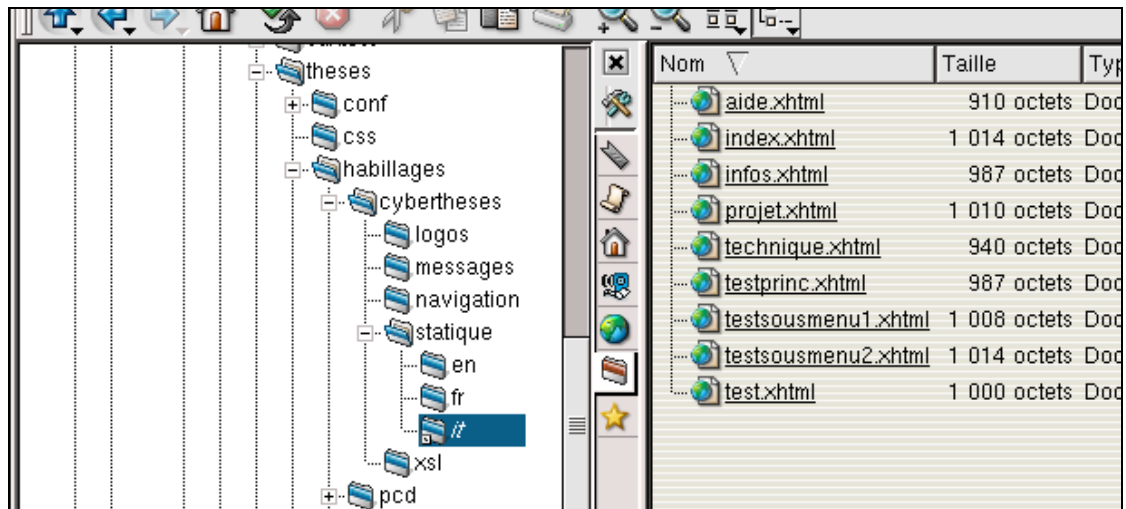 theses
conf
css
habillages
cybertheses
logos
messages
navigation
statique
en
fr
it
xsl
pcd
Nom Taille
aide.xhtml 910 octets
index.xhtml 1 014 octets
infos.xhtml 987 octets
projet.xhtml 1 010 octets
technique.xhtml 940 octets
testprinc.xhtml 987 octets
testsousmenu1.xhtml 1 008 octets
testsousmenu2.xhtml 1 014 octets
test.xhtml 1 000 octets